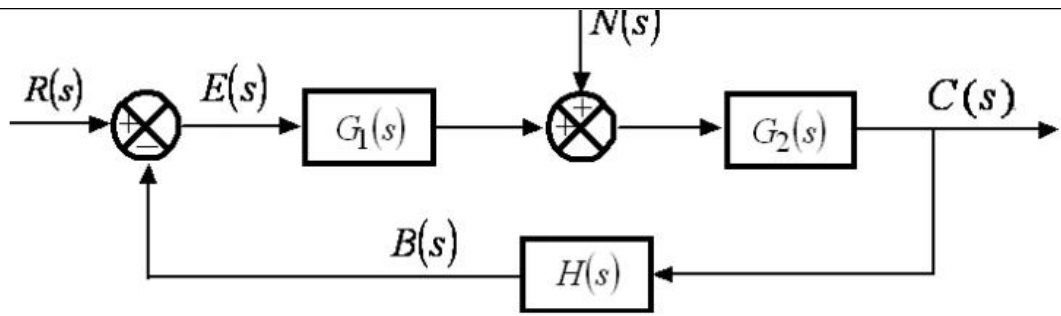 N(s)
R(s) + − E(s) G₁(s) + + G₂(s) C(s)
B(s) H(s)